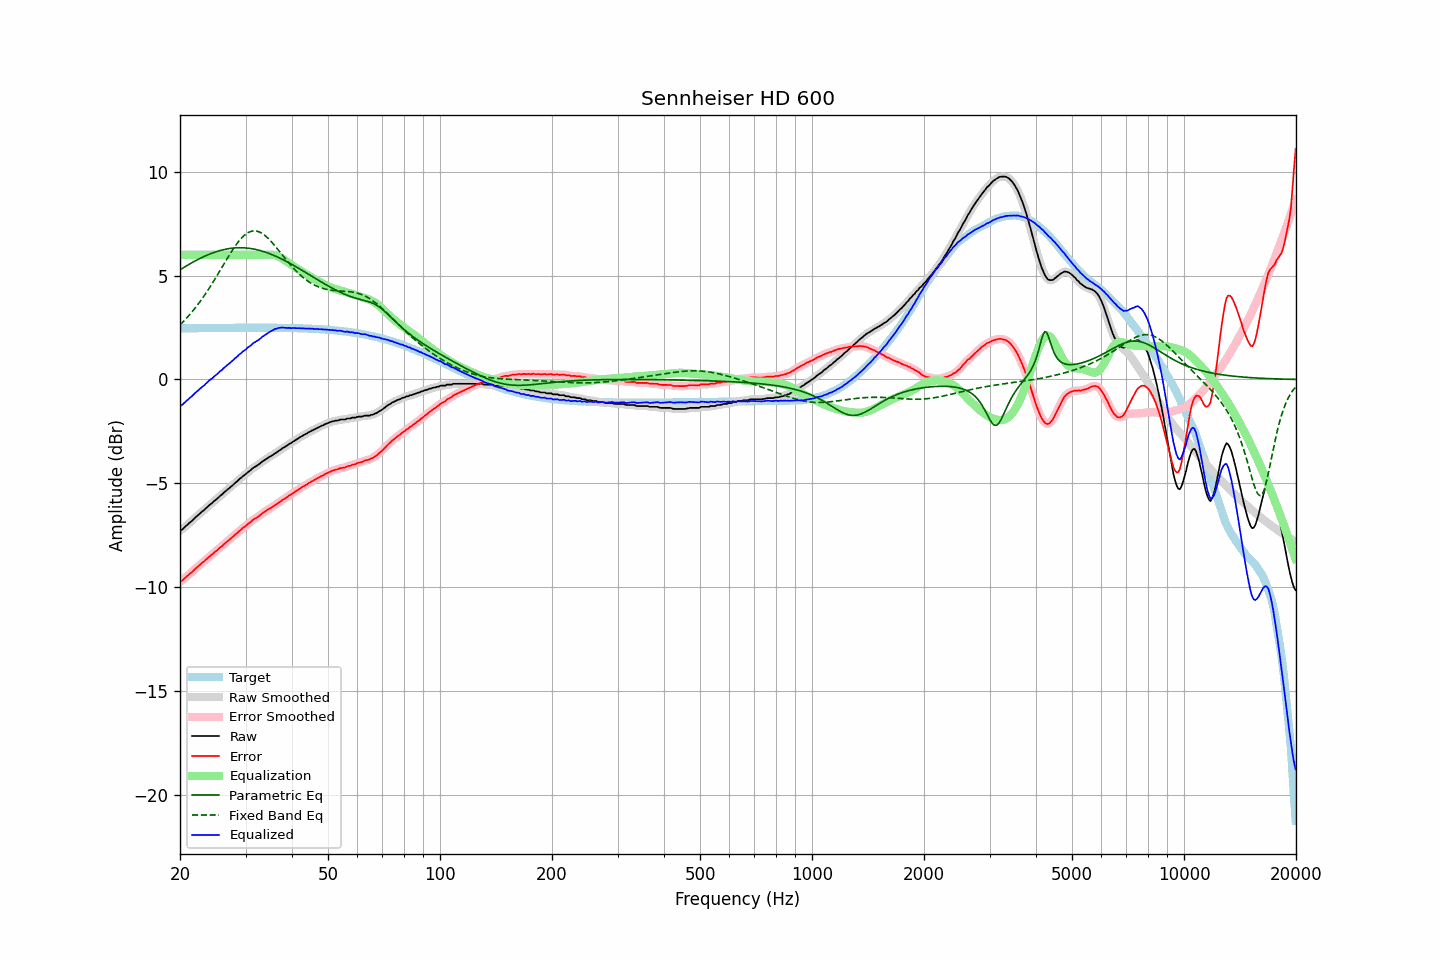 Sennheiser HD 600
Amplitude (dBr)
10
5
0
−5
−10
−15
−20
Target
Raw Smoothed
Error Smoothed
Raw
Error
Equalization
Parametric Eq
Fixed Band Eq
Equalized
20 50 100 200 500 1000 2000 5000 10000 20000
Frequency (Hz)